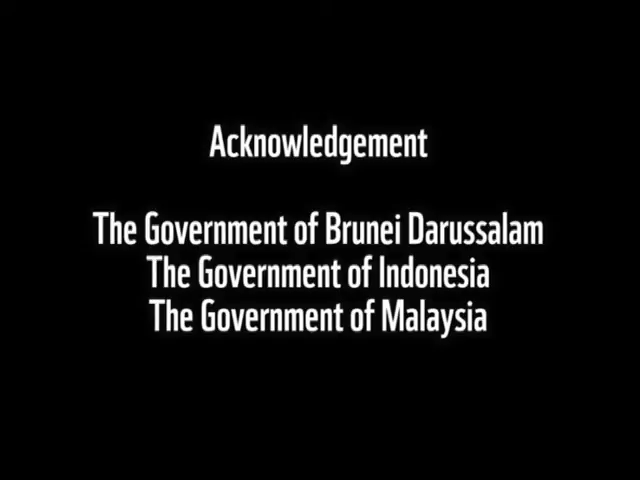 Acknowledgement
The Government of Brunei Darussalam
The Government of Indonesia
The Government of Malaysia